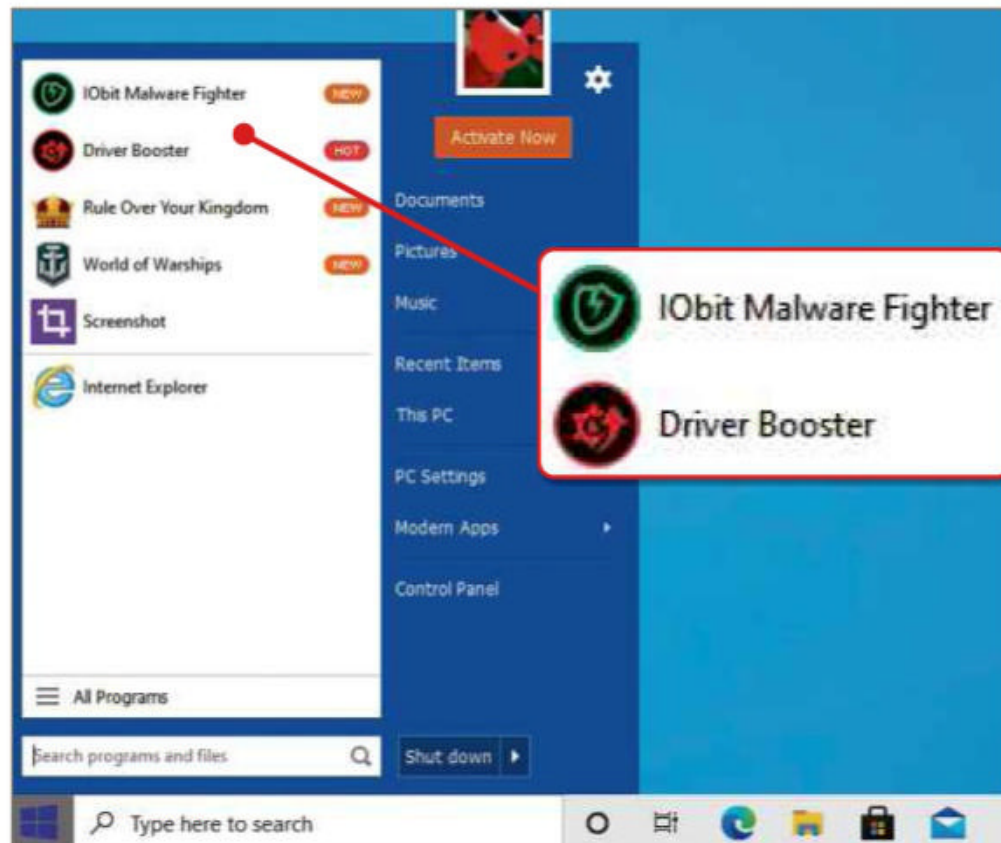 IObit Malware Fighter NEW
Driver Booster HOT
Rule Over Your Kingdom NEW
World of Warships NEW
Screenshot
Internet Explorer
All Programs
Search programs and files
Activate Now
Documents
Pictures
Music
Recent Items
This PC
PC Settings
Modern Apps
Control Panel
Shut down
IObit Malware Fighter
Driver Booster
Type here to search